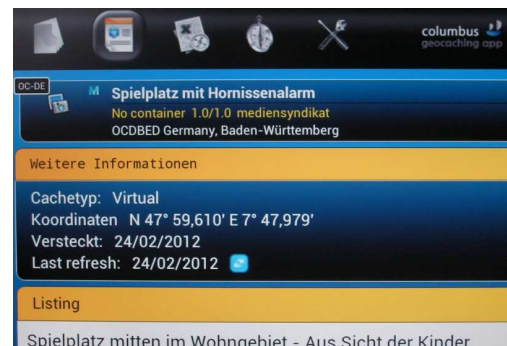 columbus
geocaching app
OC-DE
M Spielplatz mit Hornissenalarm
No container 1.0/1.0 mediensyndikat
OCDBED Germany, Baden-Württemberg
Weitere Informationen
Cachetyp: Virtual
Koordinaten N 47° 59,610' E 7° 47,979'
Versteckt: 24/02/2012
Last refresh: 24/02/2012
Listing
Spielplatz mitten im Wohngebiet - Aus Sicht der Kinder